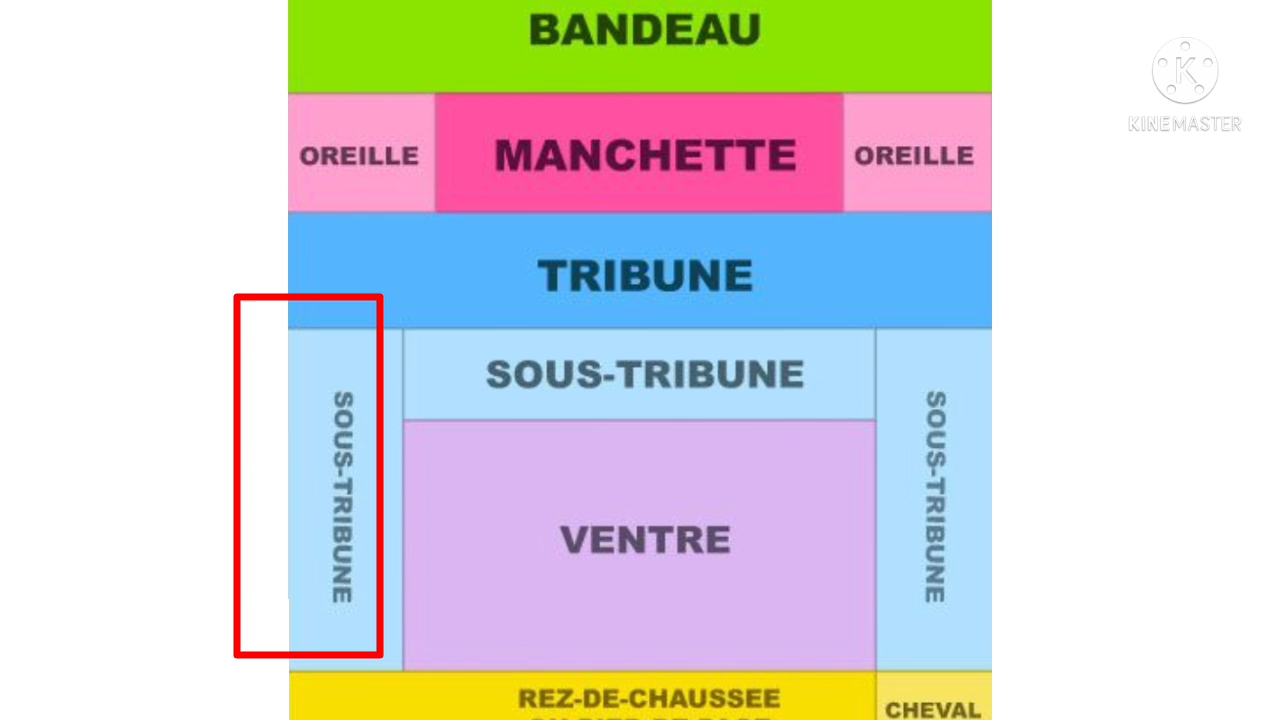 BANDEAU
OREILLE MANCHETTE OREILLE
TRIBUNE
SOUS-TRIBUNE
SOUS-TRIBUNE
SOUS-TRIBUNE
VENTRE
REZ-DE-CHAUSSEE
CHEVAL
KINEMASTER